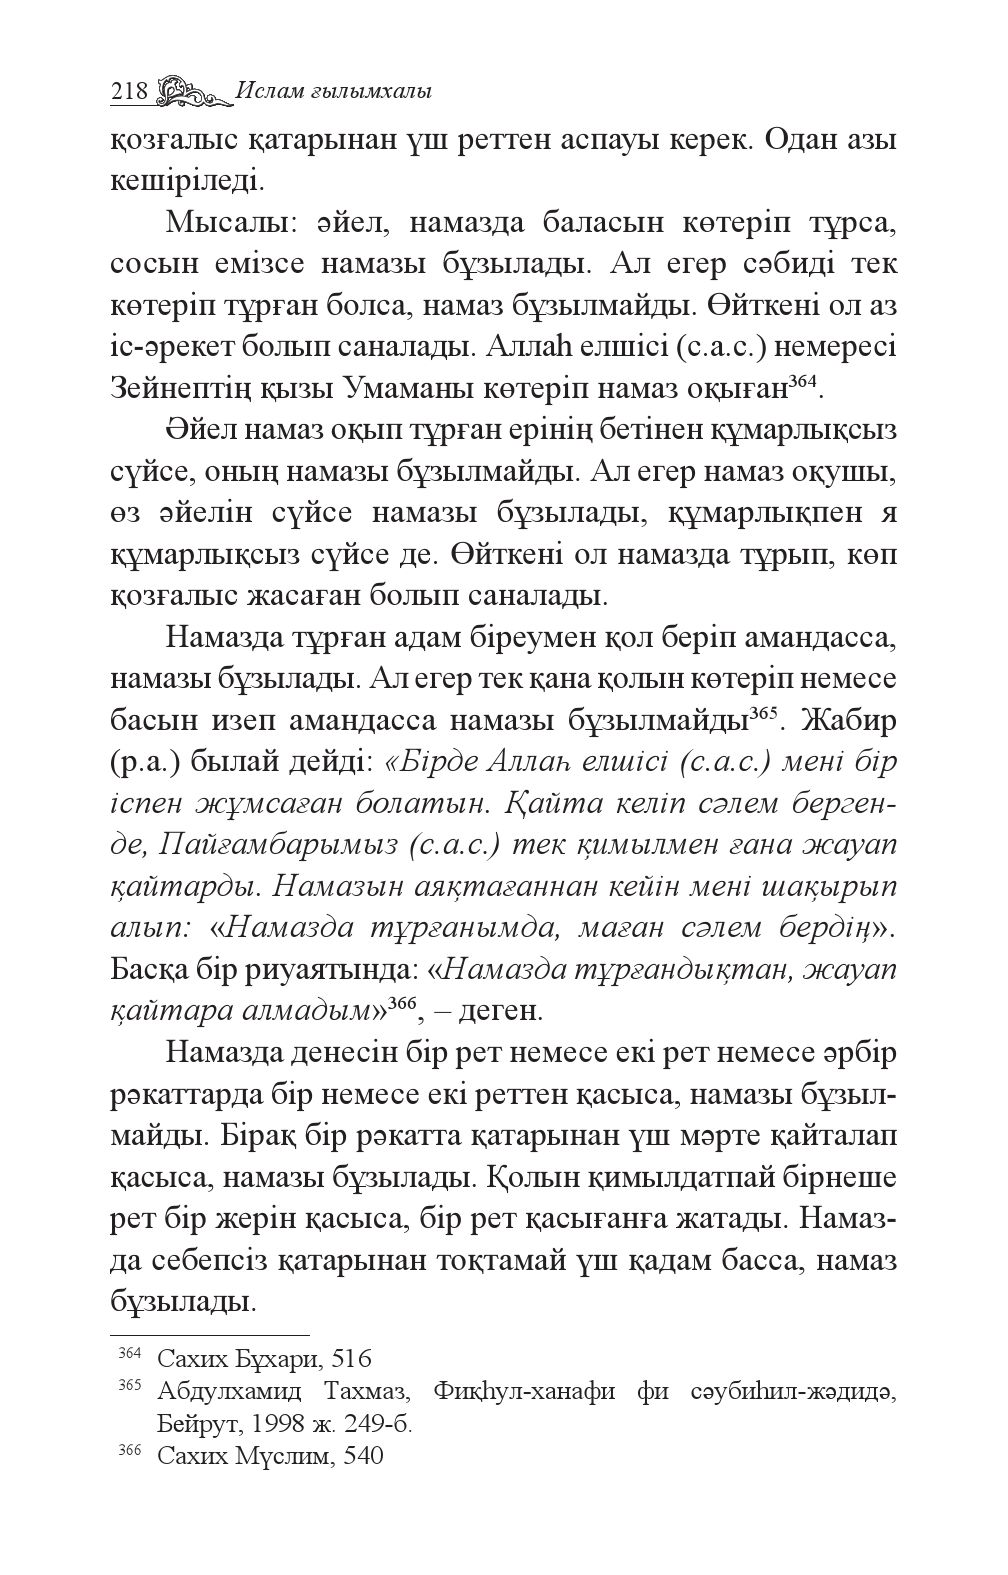 218 Ислам ғылымхалы
қозғалыс қатарынан үш реттен аспауы керек. Одан азы
кешіріледі.
Мысалы: әйел, намазда баласын көтеріп тұрса,
сосын емізсе намазы бұзылады. Ал егер сәбиді тек
көтеріп тұрған болса, намаз бұзылмайды. Өйткені ол аз
іс-әрекет болып саналады. Аллаһ елшісі (с.а.с.) немересі
Зейнептің қызы Умаманы көтеріп намаз оқыған³⁶⁴.
Әйел намаз оқып тұрған ерінің бетінен құмарлықсыз
сүйсе, оның намазы бұзылмайды. Ал егер намаз оқушы,
өз әйелін сүйсе намазы бұзылады, құмарлықпен я
құмарлықсыз сүйсе де. Өйткені ол намазда тұрып, көп
қозғалыс жасаған болып саналады.
Намазда тұрған адам біреумен қол беріп амандасса,
намазы бұзылады. Ал егер тек қана қолын көтеріп немесе
басын изеп амандасса намазы бұзылмайды³⁶⁵. Жабир
(р.а.) былай дейді: «Бірде Аллаһ елшісі (с.а.с.) мені бір
іспен жұмсаған болатын. Қайта келіп сәлем берген-
де, Пайғамбарымыз (с.а.с.) тек қимылмен ғана жауап
қайтарды. Намазын аяқтағаннан кейін мені шақырып
алып: «Намазда тұрғанымда, маған сәлем бердің».
Басқа бір риуаятында: «Намазда тұрғандықтан, жауап
қайтара алмадым»³⁶⁶, – деген.
Намазда денесін бір рет немесе екі рет немесе әрбір
рәкаттарда бір немесе екі реттен қасыса, намазы бұзыл-
майды. Бірақ бір рәкатта қатарынан үш мәрте қайталап
қасыса, намазы бұзылады. Қолын қимылдатпай бірнеше
рет бір жерін қасыса, бір рет қасығанға жатады. Намаз-
да себепсіз қатарынан тоқтамай үш қадам басса, намаз
бұзылады.
364 Сахих Бұхари, 516
365 Абдулхамид Тахмаз, Фиқһул-ханафи фи сәубиһил-жәдидә,
Бейрут, 1998 ж. 249-б.
366 Сахих Мүслим, 540